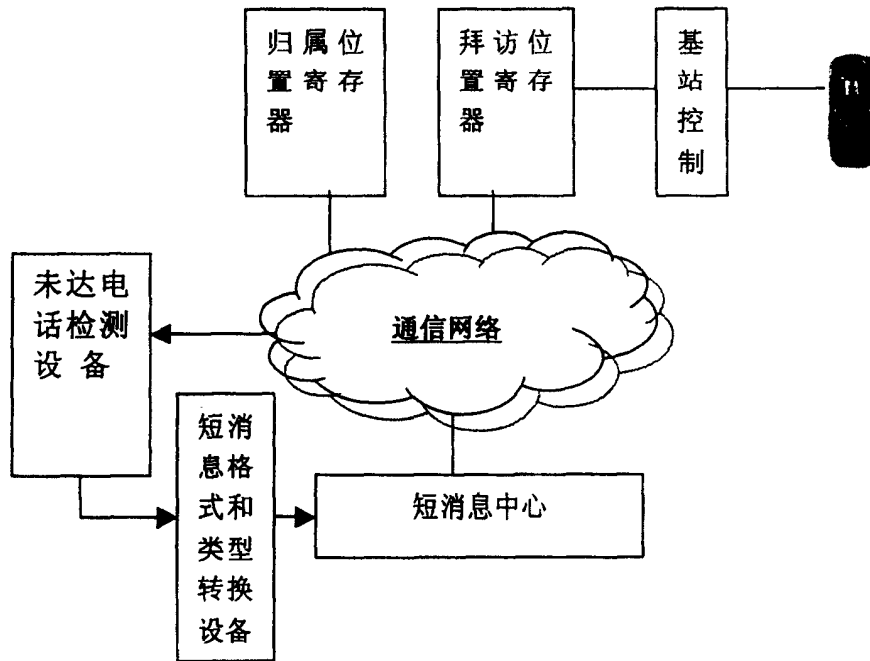 归属位
置寄存
器
拜访位
置寄存
器
基
站
控
制
未达电
话检测
设备
通信网络
短消
息格
式和
类型
转换
设备
短消息中心